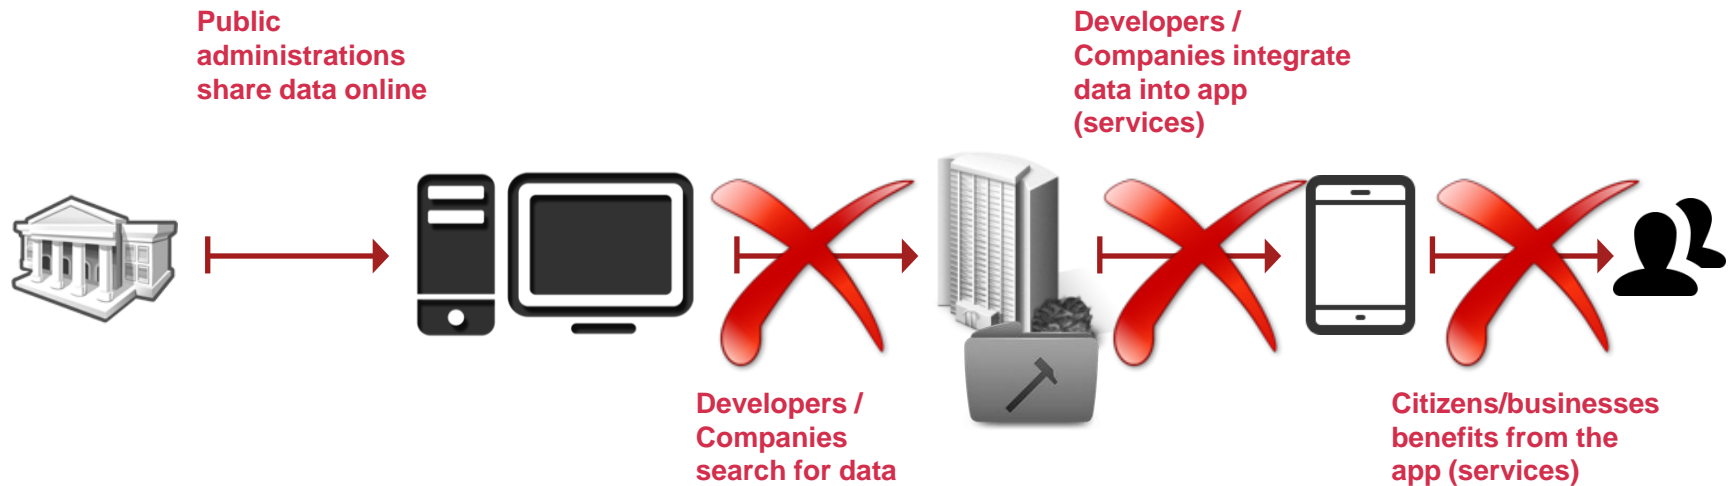 Public
administrations
share data online
Developers /
Companies
search for data
Developers /
Companies integrate
data into app
(services)
Citizens/businesses
benefits from the
app (services)